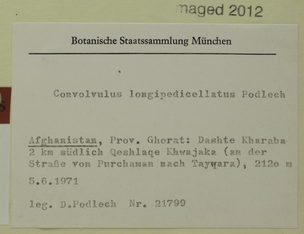 maged 2012
Botanische Staatssammlung München
Convolvulus longipedicellatus Podlech
Afghanistan, Prov. Ghorat: Dashte Kharaba
2 km südlich Qeshlaqe Khwajaka (an der
Straße von Purchaman nach Taywara), 2120 m
5.6.1971
leg. D.Podlech Nr. 21799